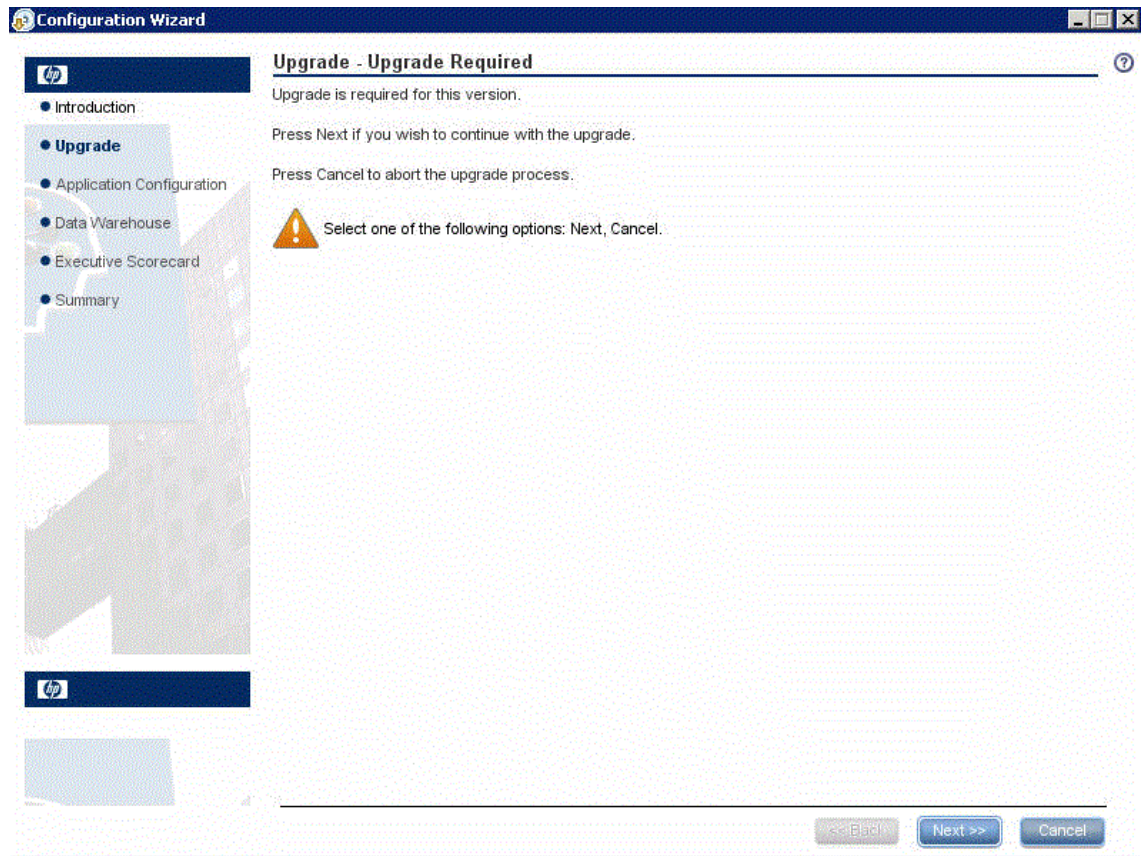 Configuration Wizard
Upgrade - Upgrade Required
?
hp
Introduction
Upgrade
Application Configuration
Data Warehouse
Executive Scorecard
Summary
Upgrade is required for this version.
Press Next if you wish to continue with the upgrade.
Press Cancel to abort the upgrade process.
Select one of the following options: Next, Cancel.
hp
<< Back
Next >>
Cancel